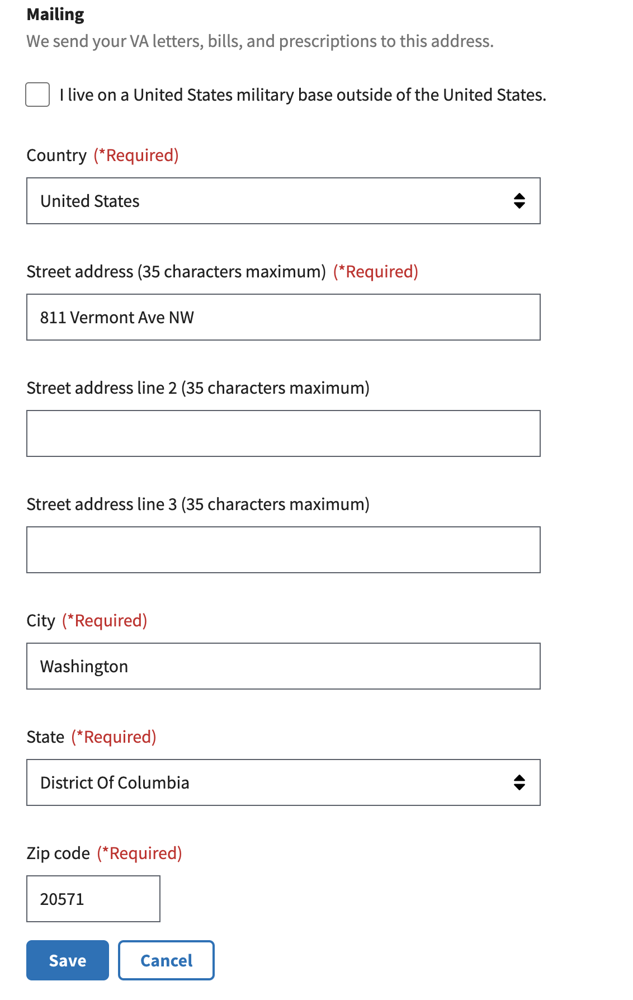 Mailing
We send your VA letters, bills, and prescriptions to this address.
I live on a United States military base outside of the United States.
Country (*Required)
United States
Street address (35 characters maximum) (*Required)
811 Vermont Ave NW
Street address line 2 (35 characters maximum)
Street address line 3 (35 characters maximum)
City (*Required)
Washington
State (*Required)
District Of Columbia
Zip code (*Required)
20571
Save Cancel